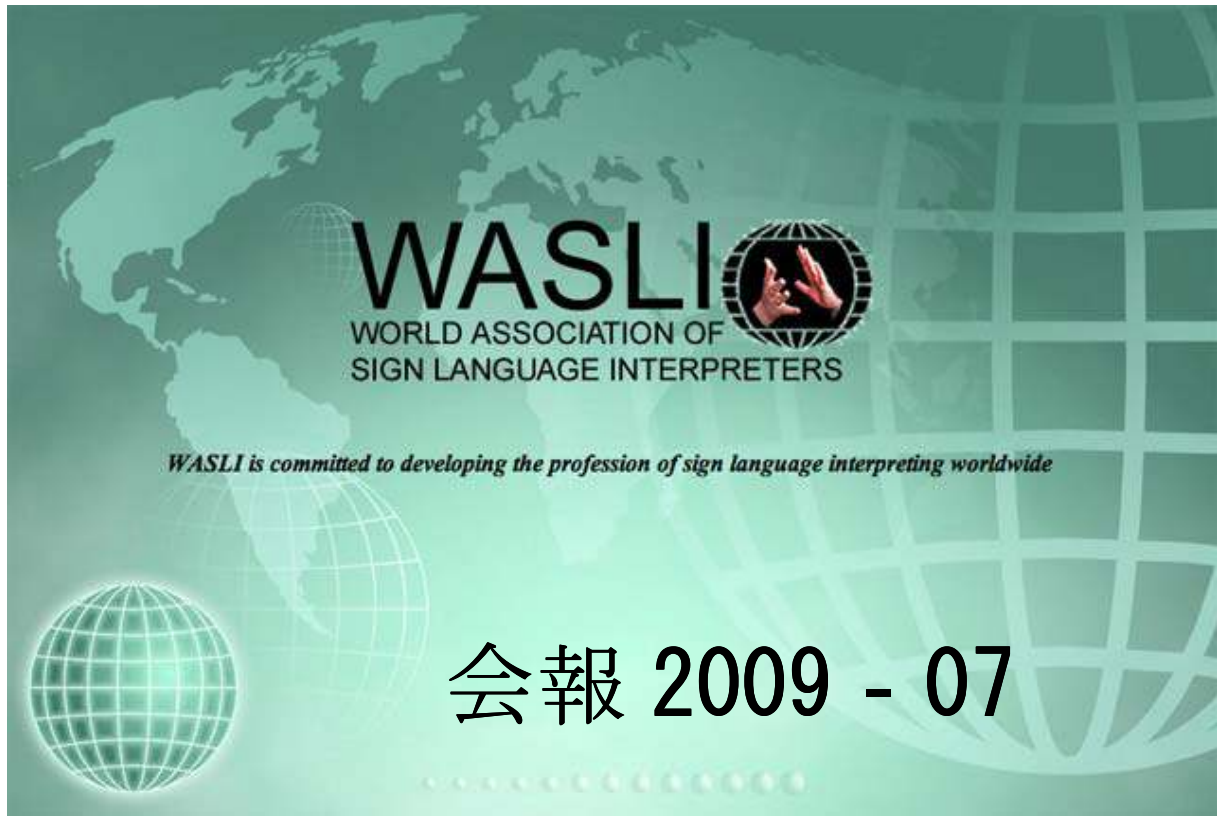 WASLI
WORLD ASSOCIATION OF
SIGN LANGUAGE INTERPRETERS
WASLI is committed to developing the profession of sign language interpreting worldwide
会報 2009 - 07